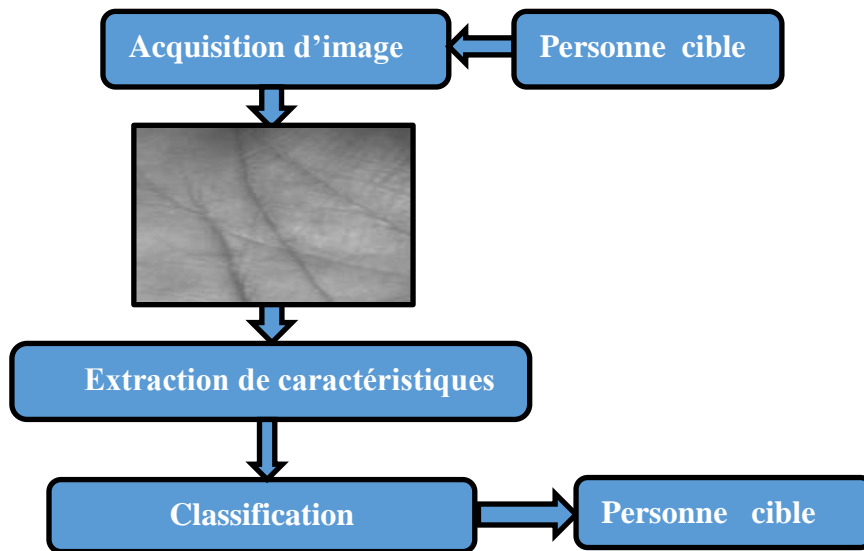 Acquisition d’image
Personne cible
Extraction de caractéristiques
Classification
Personne cible